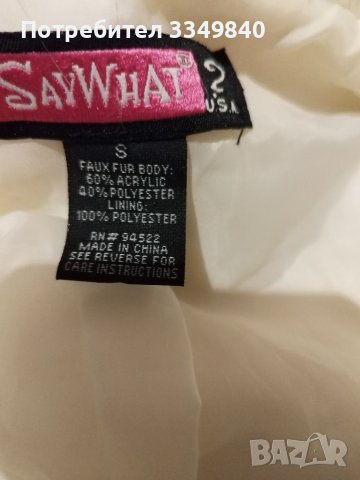 Потребител 3349840
SAYWHAT?
U.S.A
S
FAUX FUR BODY:
60% ACRYLIC
40% POLYESTER
LINING:
100% POLYESTER
RN# 94522
MADE IN CHINA
SEE REVERSE FOR
CARE INSTRUCTIONS
BAZAR